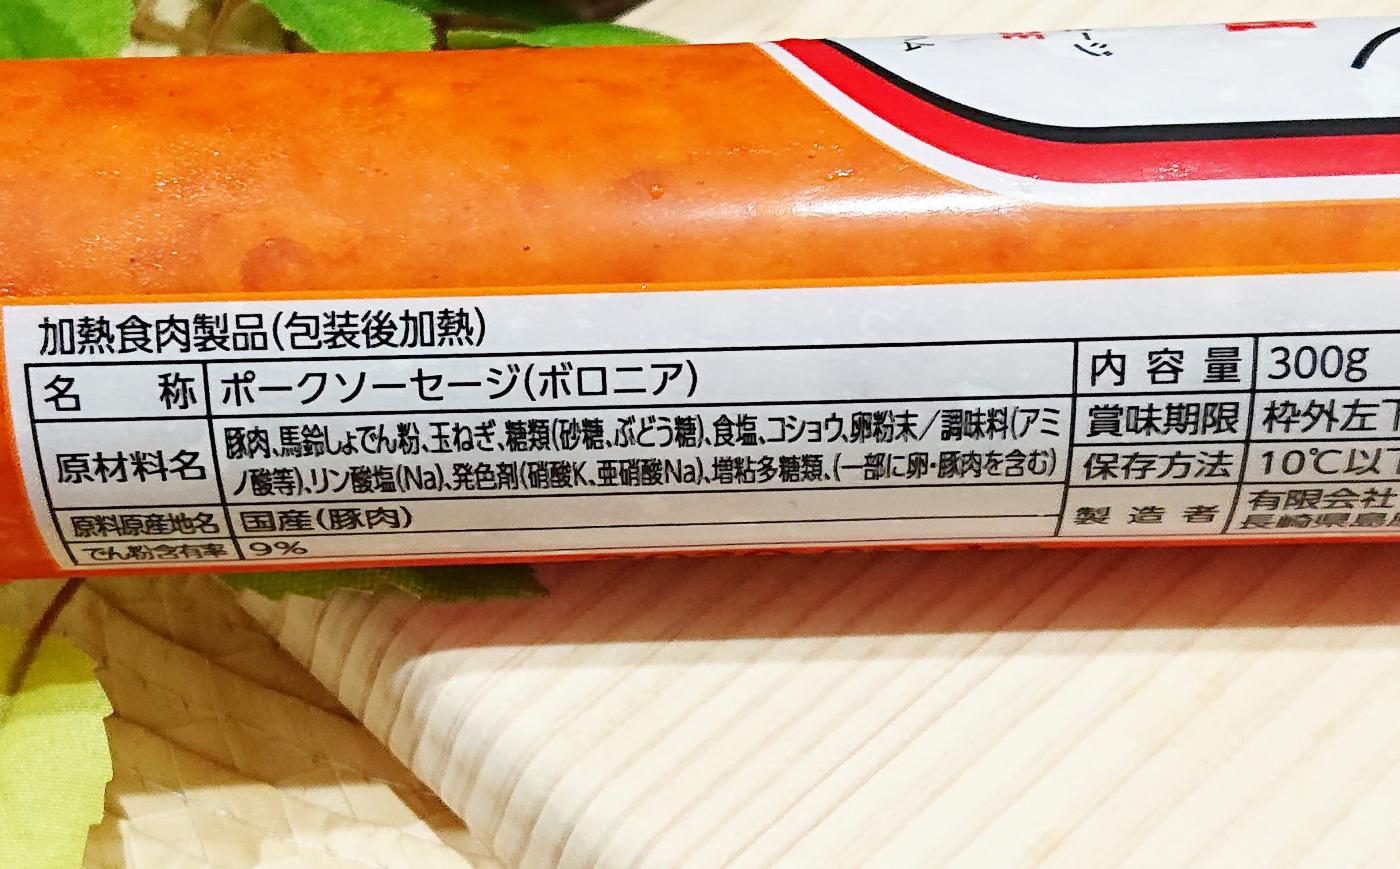 加熱食肉製品(包装後加熱)
名称 ポークソーセージ(ボロニア)
原材料名 豚肉、馬鈴しょでん粉、玉ねぎ、糖類(砂糖、ぶどう糖)、食塩、コショウ、卵粉末／調味料(アミ
ノ酸等)、リン酸塩(Na)、発色剤(硝酸K、亜硝酸Na)、増粘多糖類、(一部に卵・豚肉を含む)
原料原産地名 国産(豚肉)
でん粉含有率 9%
内容量 300g
賞味期限 枠外左下
保存方法 10℃以下
製造者 有限会社
長崎県島